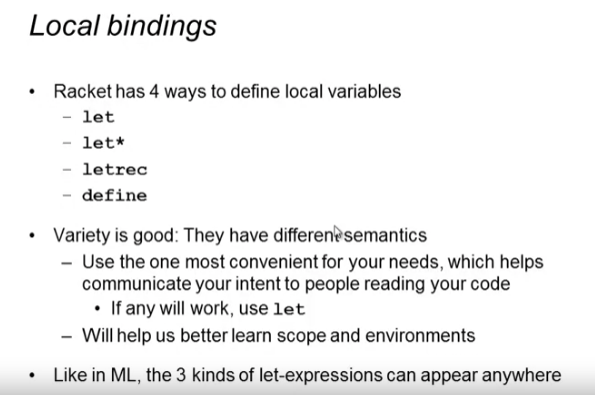 Local bindings
• Racket has 4 ways to define local variables
– let
– let*
– letrec
– define
• Variety is good: They have different semantics
– Use the one most convenient for your needs, which helps
communicate your intent to people reading your code
• If any will work, use let
– Will help us better learn scope and environments
• Like in ML, the 3 kinds of let-expressions can appear anywhere